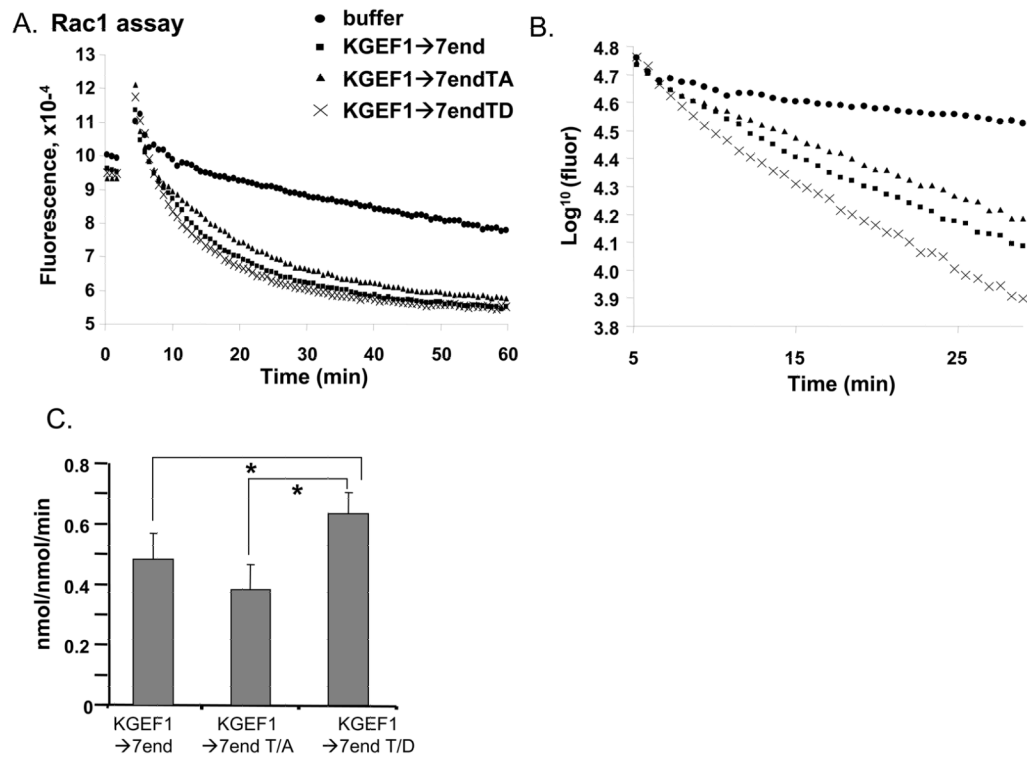 A. Rac1 assay
buffer
KGEF1→7end
KGEF1→7endTA
KGEF1→7endTD
Fluorescence, x10-4
13
12
11
10
9
8
7
6
5
0 10 20 30 40 50 60
Time (min)
B.
Log10 (fluor)
4.8
4.7
4.6
4.5
4.3
4.2
4.1
4.0
3.9
3.8
5 15 25
Time (min)
C.
nmol/nmol/min
0.8
0.6
0.4
0.2
0
*
*
KGEF1
→7end
KGEF1
→7end T/A
KGEF1
→7end T/D